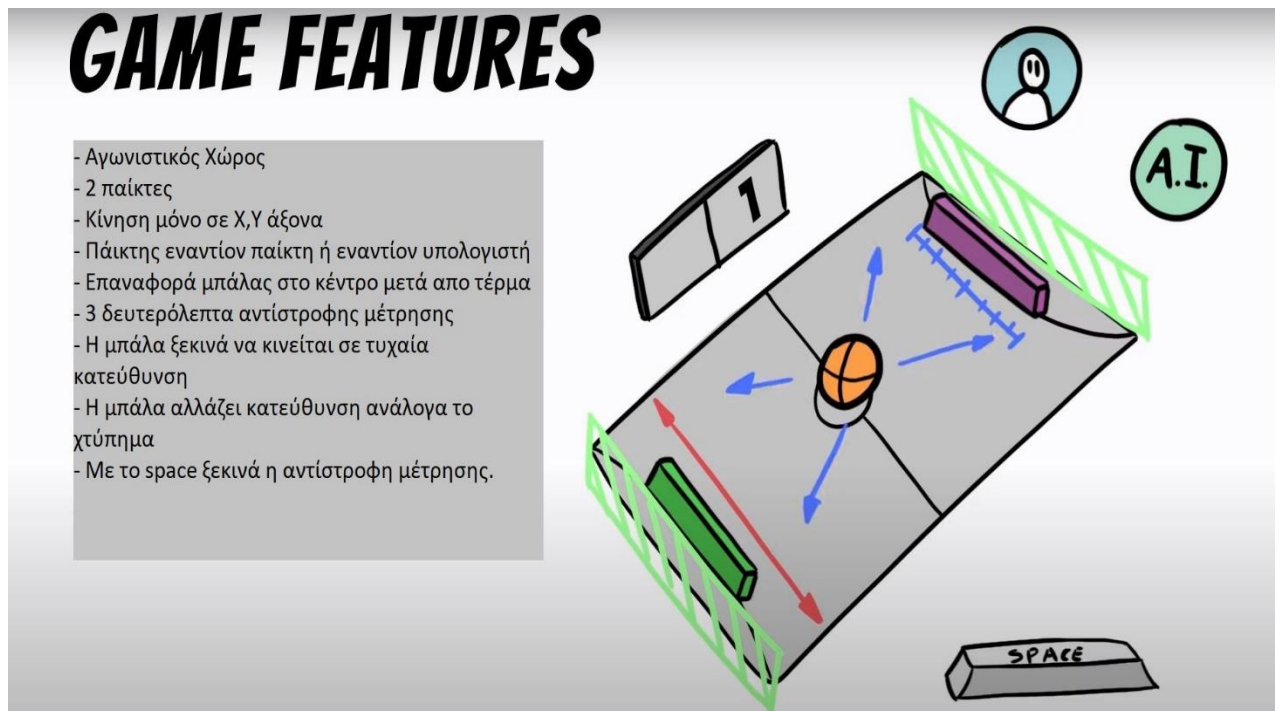 GAME FEATURES
- Αγωνιστικός Χώρος
- 2 παίκτες
- Κίνηση μόνο σε Χ,Υ άξονα
- Πάικτης εναντίον παίκτη ή εναντίον υπολογιστή
- Επαναφορά μπάλας στο κέντρο μετά απο τέρμα
- 3 δευτερόλεπτα αντίστροφης μέτρησης
- Η μπάλα ξεκινά να κινείται σε τυχαία
κατεύθυνση
- Η μπάλα αλλάζει κατεύθυνση ανάλογα το
χτύπημα
- Με το space ξεκινά η αντίστροφη μέτρησης.
1
A.I.
SPACE